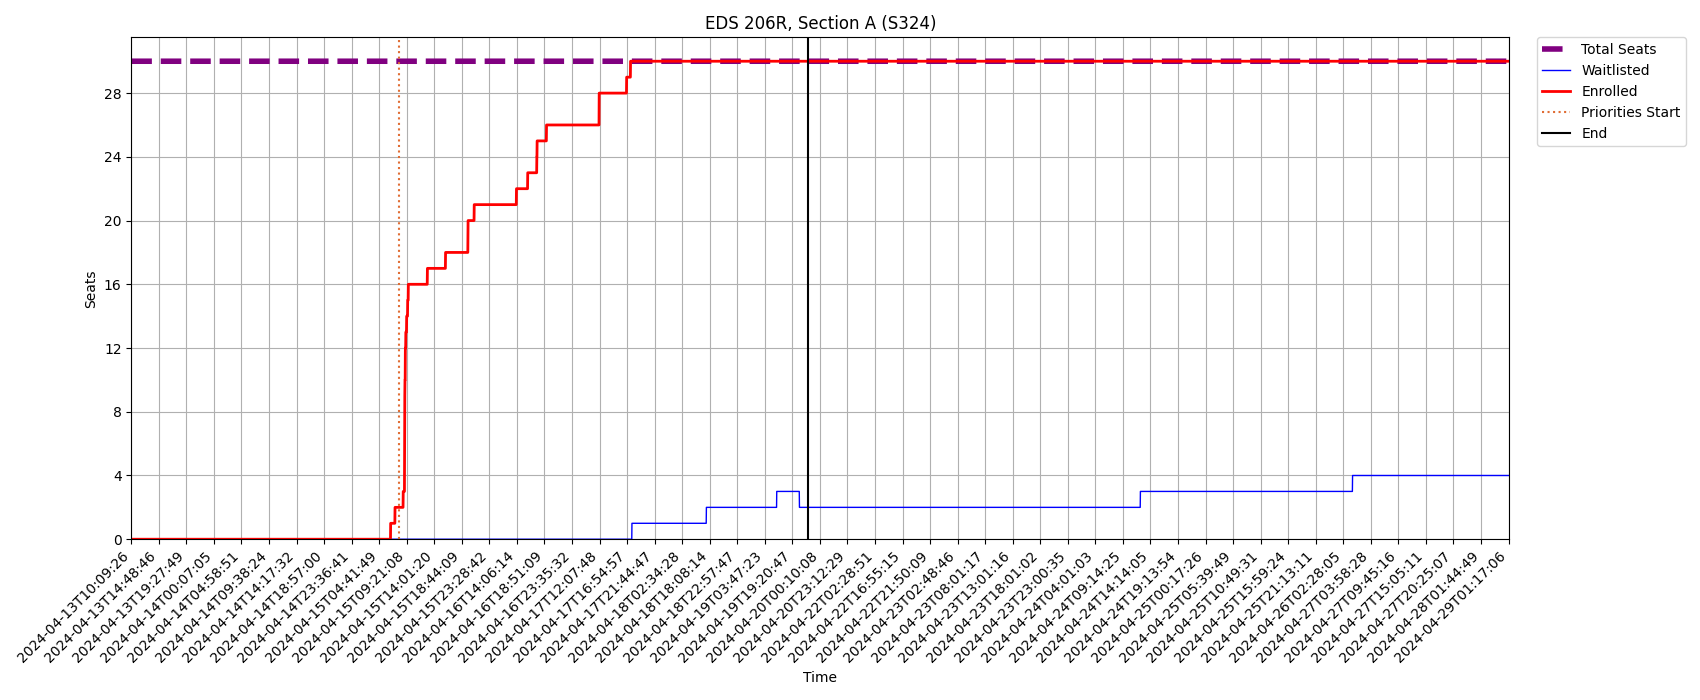 EDS 206R, Section A (S324)
Total Seats
Waitlisted
Enrolled
Priorities Start
End
Seats
28
24
20
16
12
8
4
0
2024-04-13T10:09:26
2024-04-13T14:48:46
2024-04-13T19:27:49
2024-04-14T00:07:05
2024-04-14T04:58:51
2024-04-14T09:38:24
2024-04-14T14:17:32
2024-04-14T18:57:00
2024-04-14T23:36:41
2024-04-15T04:41:49
2024-04-15T09:21:08
2024-04-15T14:01:20
2024-04-15T18:44:09
2024-04-15T23:28:42
2024-04-16T14:06:14
2024-04-16T18:51:09
2024-04-16T23:35:32
2024-04-17T12:07:48
2024-04-17T16:54:57
2024-04-17T21:44:47
2024-04-18T02:34:28
2024-04-18T18:08:14
2024-04-18T22:57:47
2024-04-19T03:47:23
2024-04-19T19:20:47
2024-04-20T00:10:08
2024-04-20T23:12:29
2024-04-22T02:28:51
2024-04-22T16:55:15
2024-04-22T21:50:09
2024-04-23T02:48:46
2024-04-23T08:01:17
2024-04-23T13:01:16
2024-04-23T18:01:02
2024-04-23T23:00:35
2024-04-24T04:01:03
2024-04-24T09:14:25
2024-04-24T14:14:05
2024-04-24T19:13:54
2024-04-25T00:17:26
2024-04-25T05:39:49
2024-04-25T10:49:31
2024-04-25T15:59:24
2024-04-25T21:13:11
2024-04-26T02:28:05
2024-04-27T03:58:28
2024-04-27T09:45:16
2024-04-27T15:05:11
2024-04-27T20:25:07
2024-04-28T01:44:49
2024-04-29T01:17:06
Time